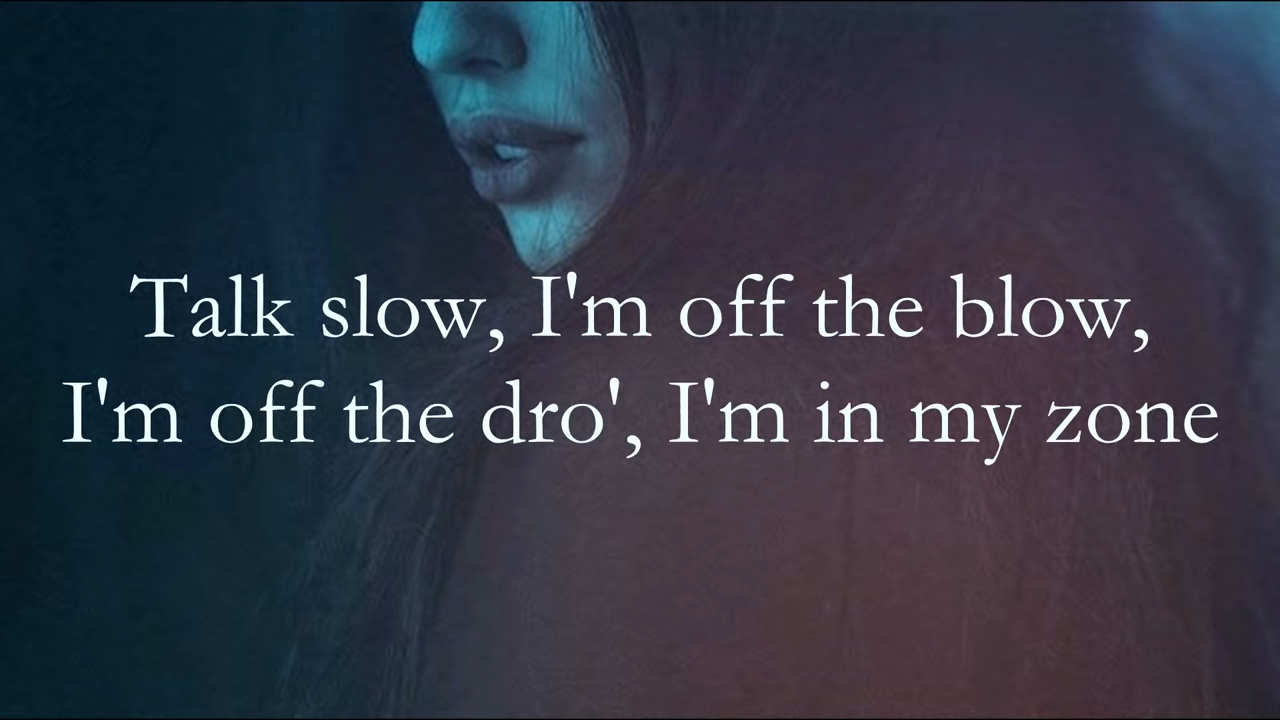 Talk slow, I'm off the blow,
I'm off the dro', I'm in my zone